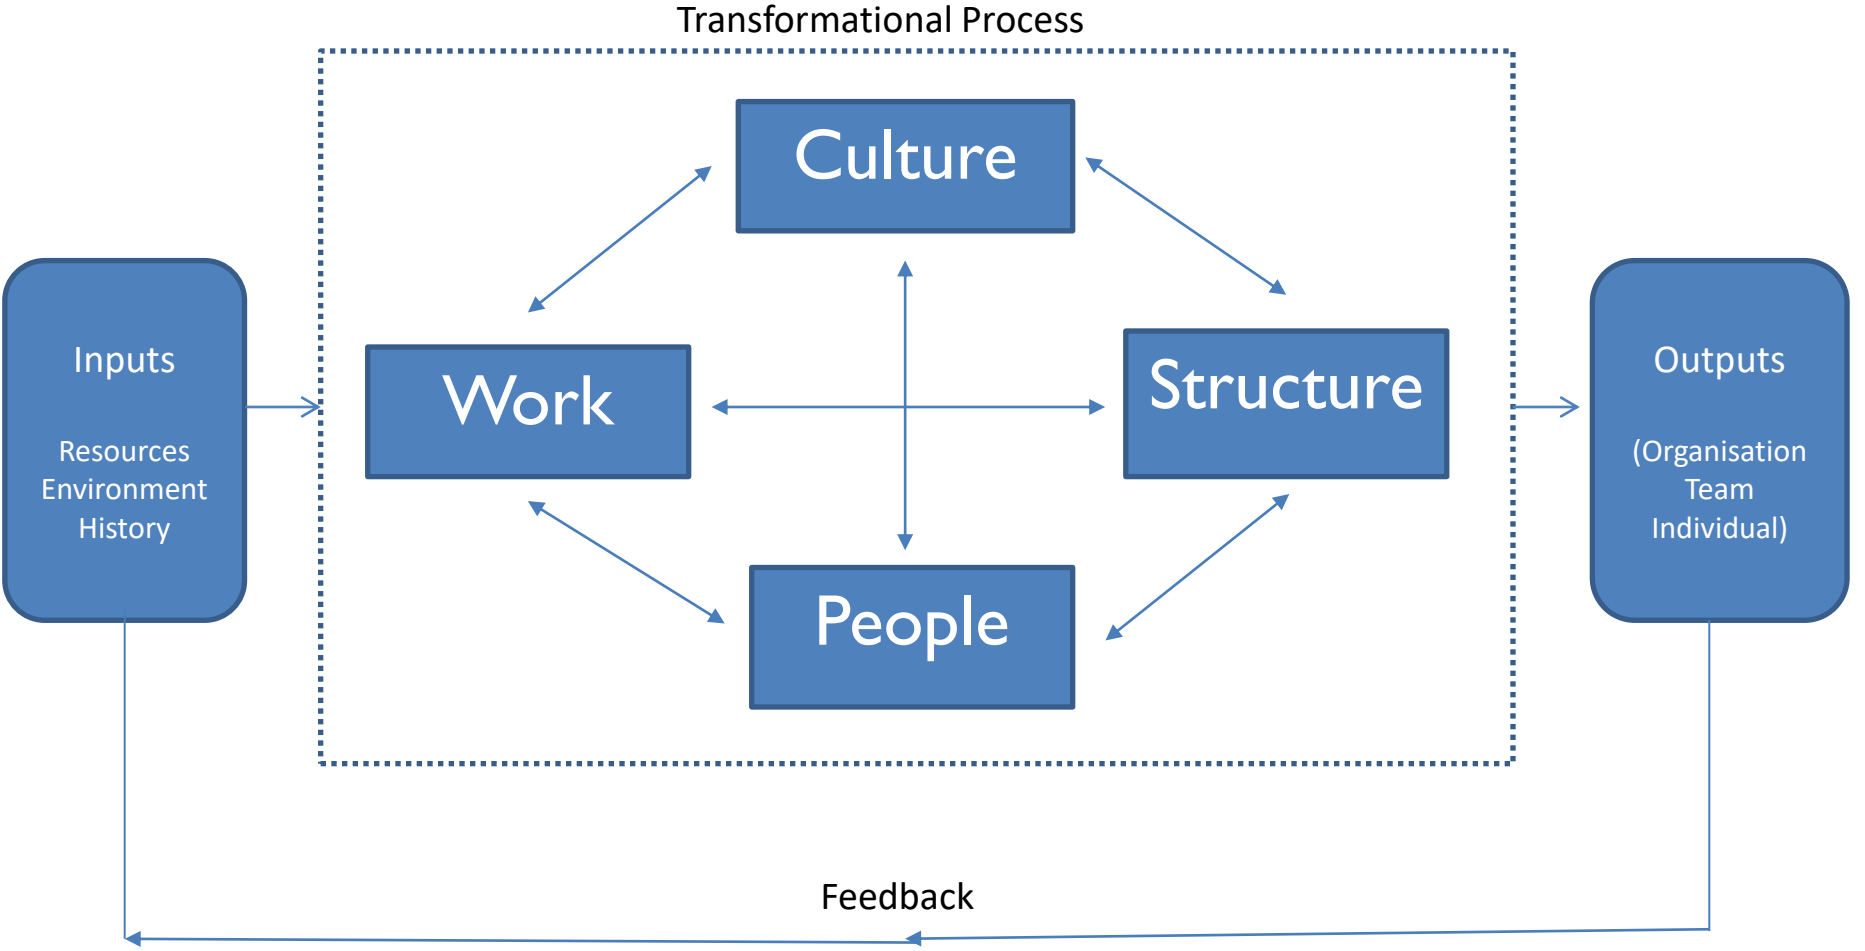 Transformational Process
Culture
Inputs
Resources
Environment
History
Work
Structure
Outputs
(Organisation
Team
Individual)
People
Feedback